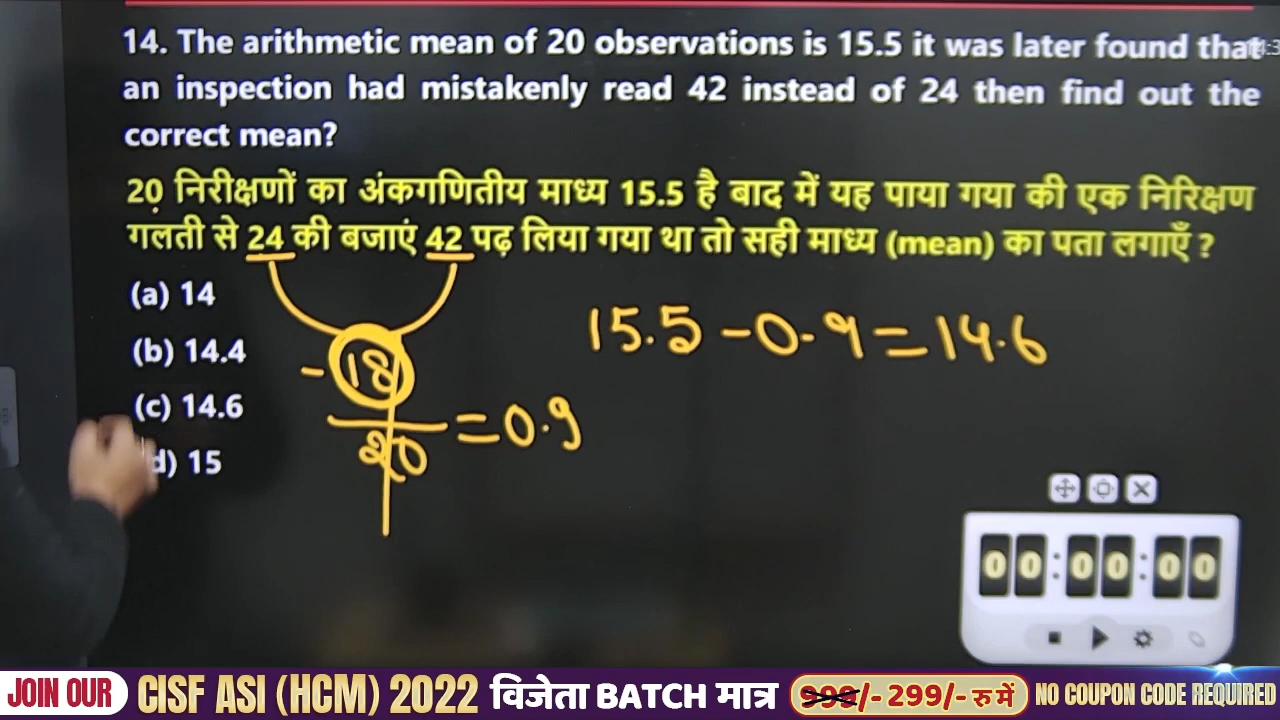 14. The arithmetic mean of 20 observations is 15.5 it was later found that
an inspection had mistakenly read 42 instead of 24 then find out the
correct mean?
20 निरीक्षणों का अंकगणितीय माध्य 15.5 है बाद में यह पाया गया की एक निरिक्षण
गलती से 24 की बजाएं 42 पढ़ लिया गया था तो सही माध्य (mean) का पता लगाएँ ?
(a) 14
(b) 14.4
(c) 14.6
d) 15
- 18
20
= 0.9
15.5 - 0.9 = 14.6
00:00:00
JOIN OUR CISF ASI (HCM) 2022 विजेता BATCH मात्र 999/- 299/- रु में NO COUPON CODE REQUIRED